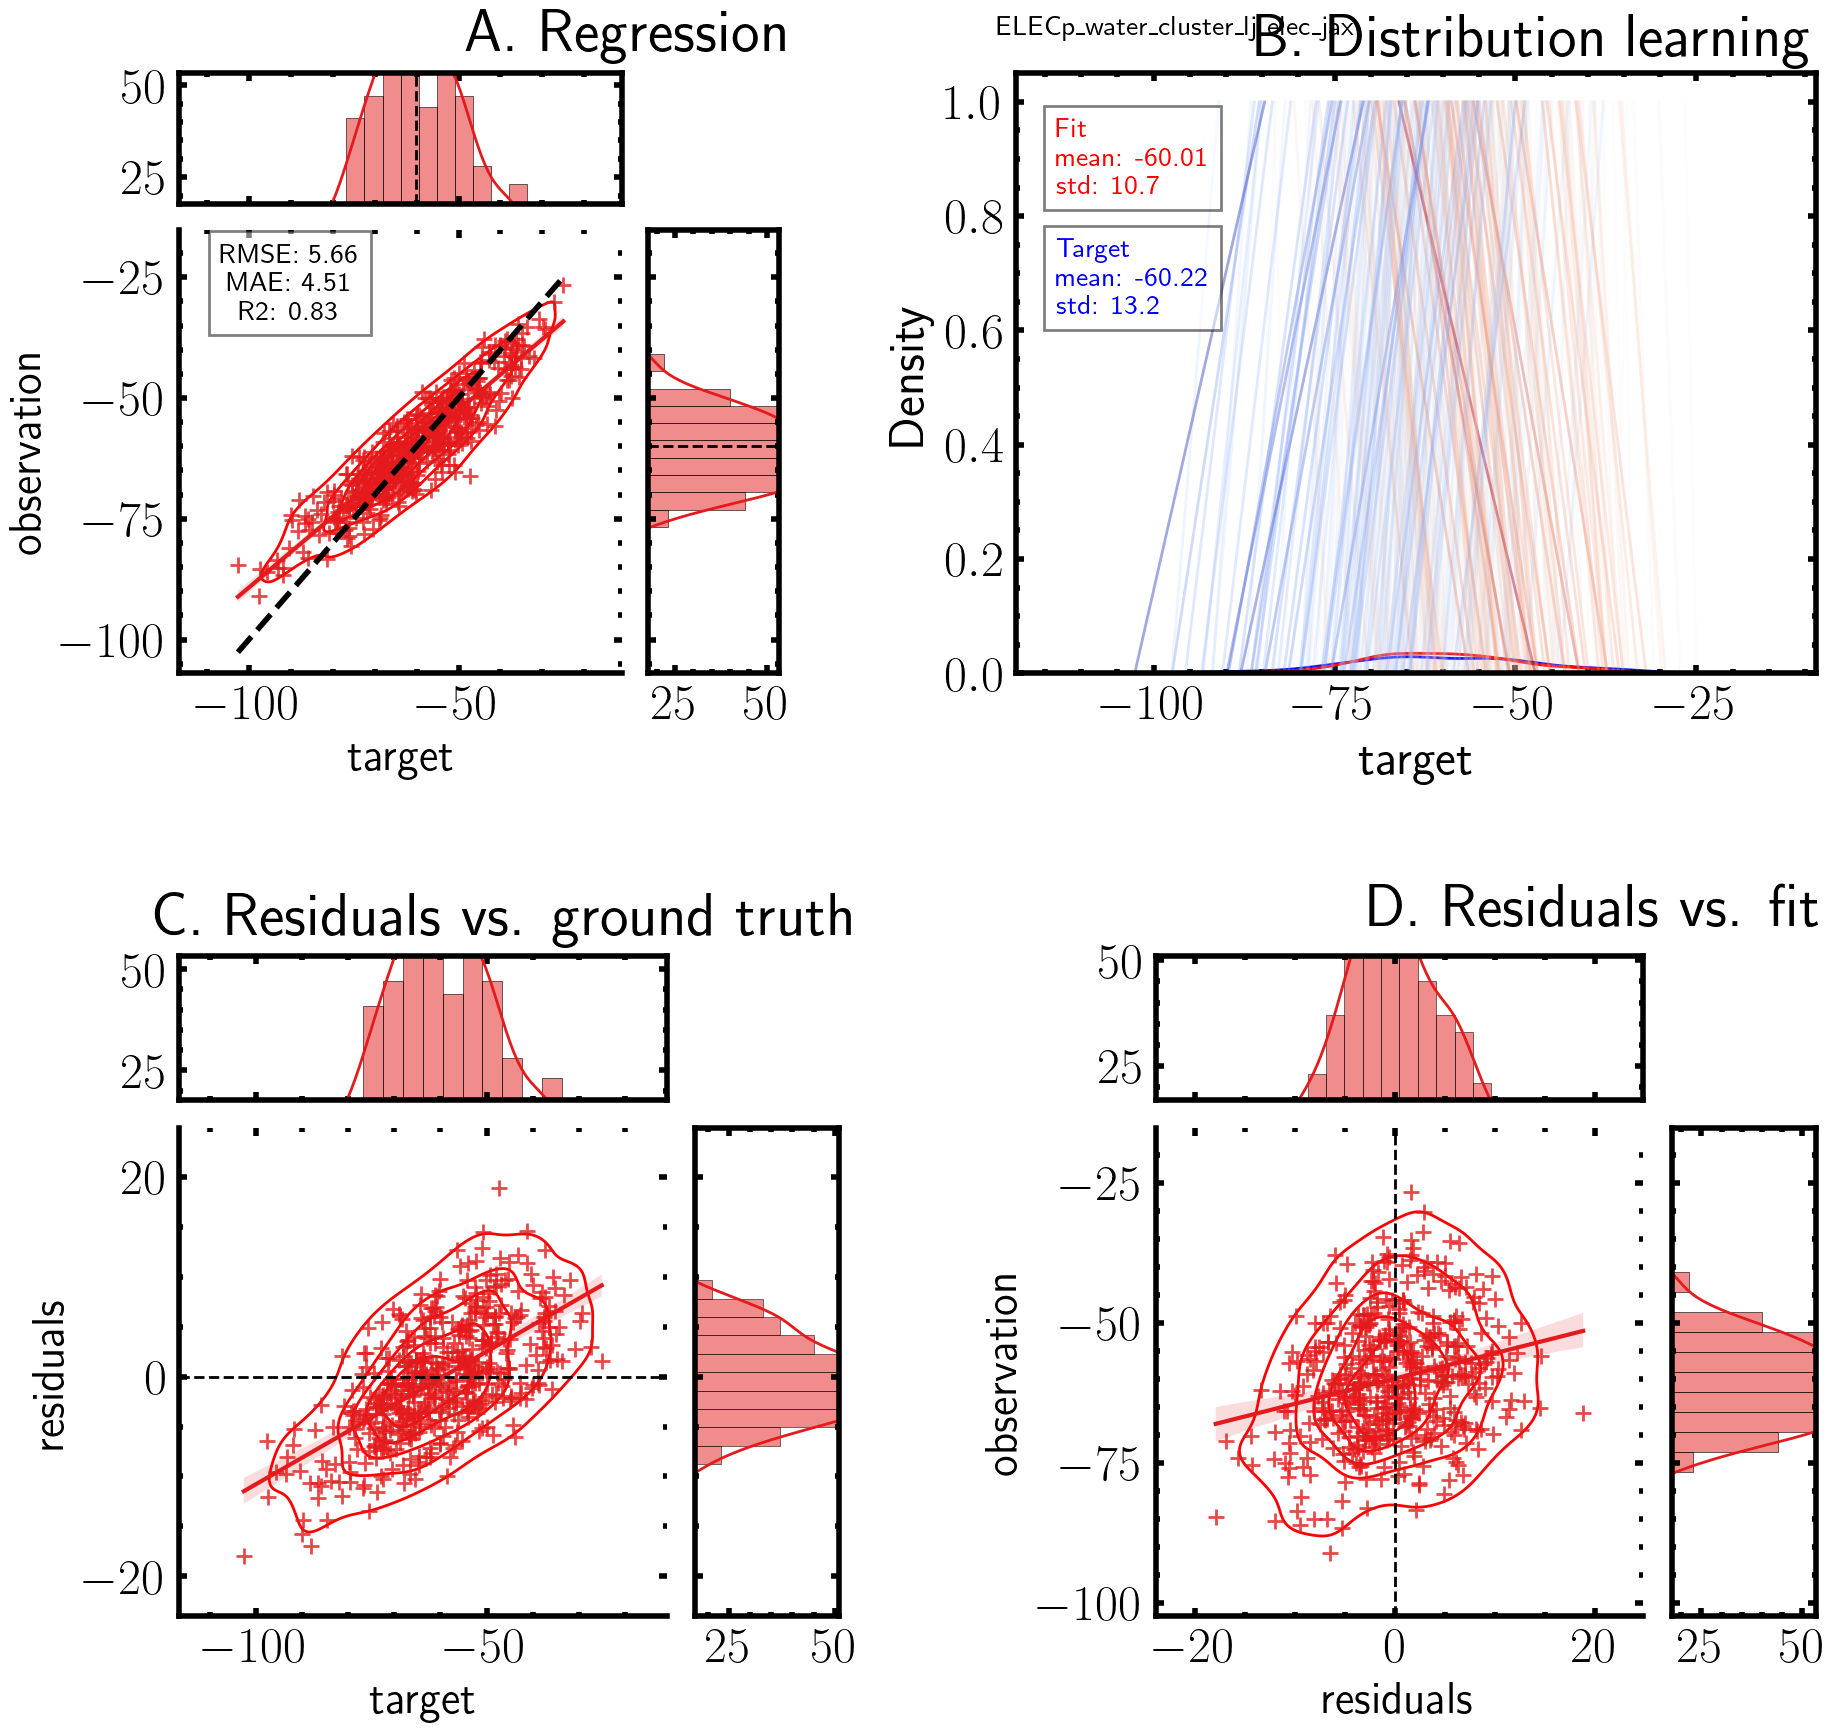 A. Regression
50
25
RMSE: 5.66
MAE: 4.51
R2: 0.83
−25
−50
−75
−100
observation
−100
−50
target
25
50
ELECp_water_cluster_lj_elec_jax
B. Distribution learning
1.0
0.8
0.6
0.4
0.2
0.0
Density
Fit
mean: -60.01
std: 10.7
Target
mean: -60.22
std: 13.2
−100
−75
−50
−25
target
C. Residuals vs. ground truth
50
25
20
0
−20
residuals
−100
−50
target
25
50
D. Residuals vs. fit
50
25
−25
−50
−75
−100
observation
−20
0
20
residuals
25
50